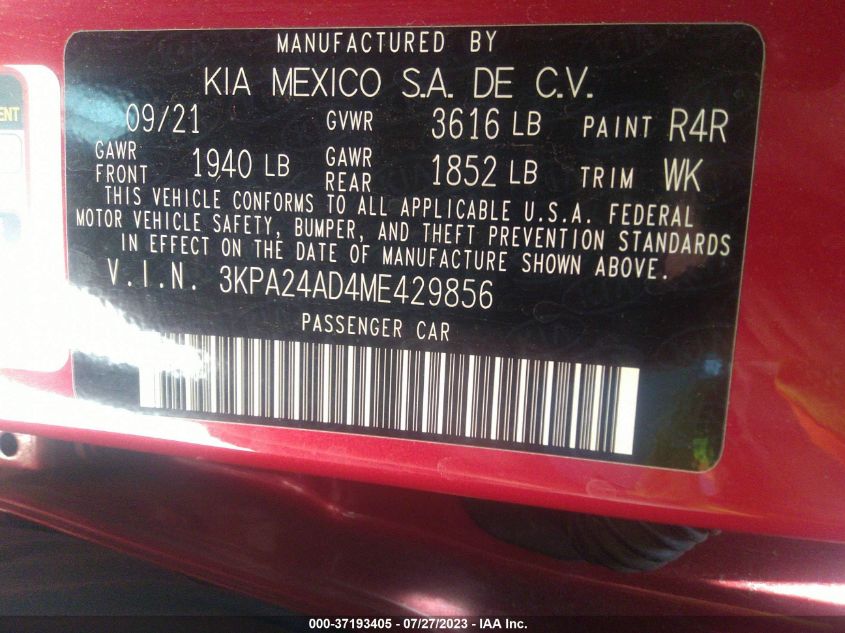 MANUFACTURED BY
KIA MEXICO S.A. DE C.V.
09/21 GVWR 3616 LB PAINT R4R
GAWR FRONT 1940 LB GAWR REAR 1852 LB TRIM WK
THIS VEHICLE CONFORMS TO ALL APPLICABLE U.S.A. FEDERAL
MOTOR VEHICLE SAFETY, BUMPER, AND THEFT PREVENTION STANDARDS
IN EFFECT ON THE DATE OF MANUFACTURE SHOWN ABOVE.
V.I.N. 3KPA24AD4ME429856
PASSENGER CAR
000-37193405 - 07/27/2023 - IAA Inc.